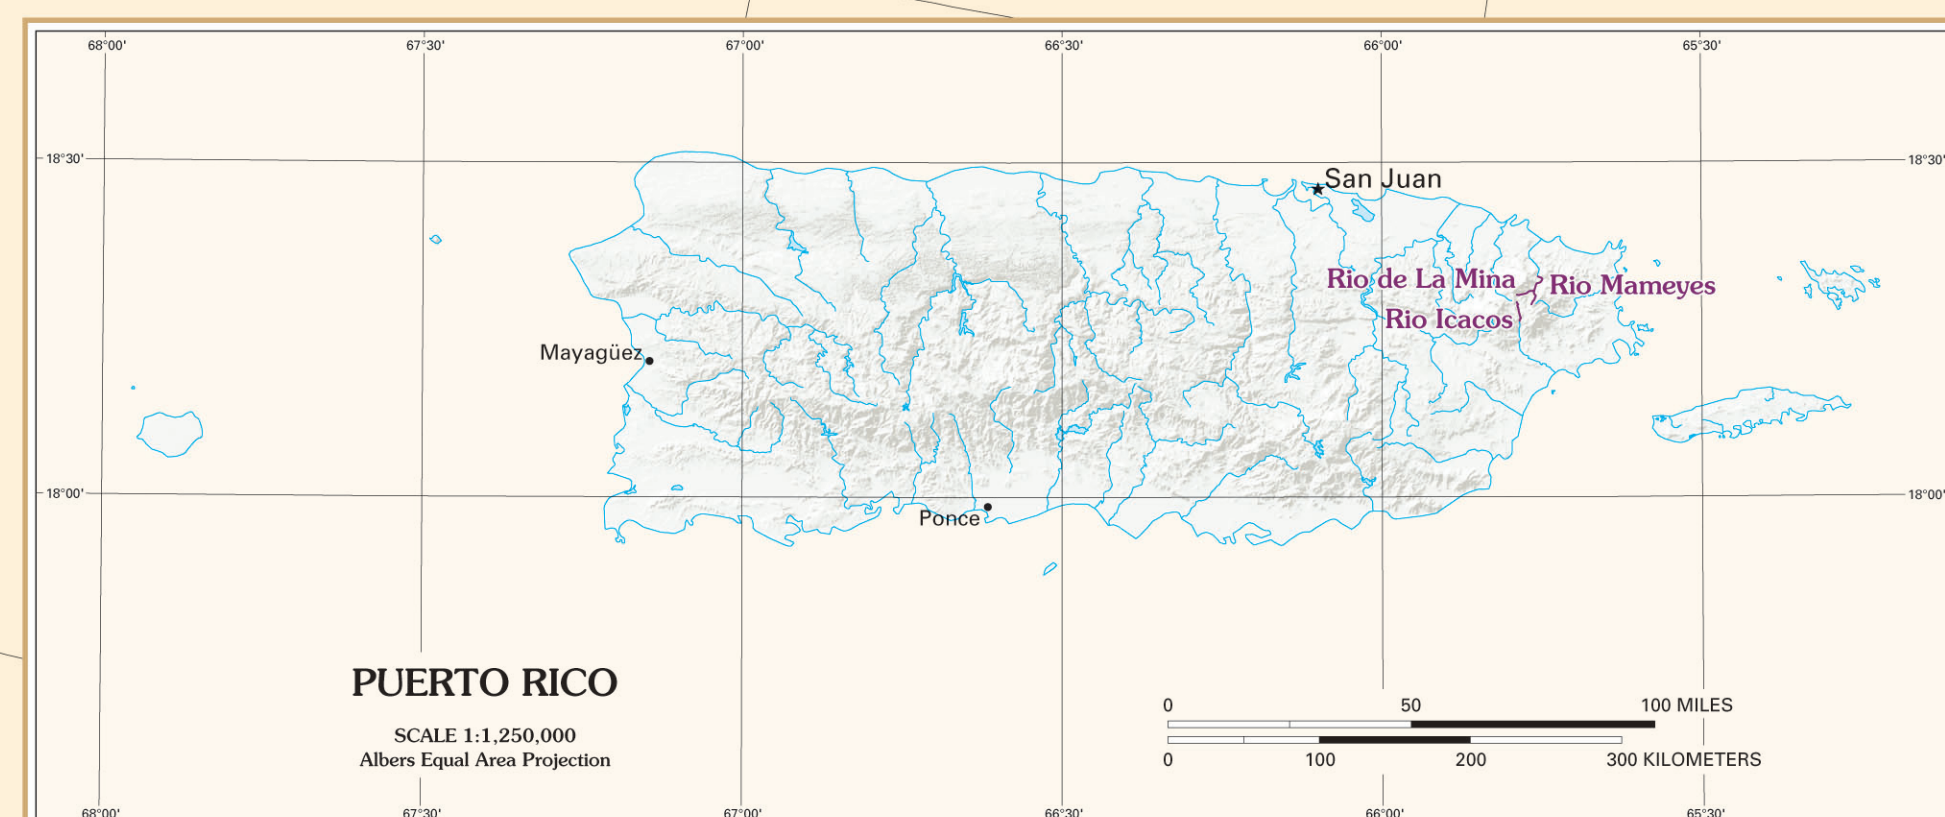 68°00' 67°30' 67°00' 66°30' 66°00' 65°30'
18°30' 18°30'
San Juan
Rio de La Mina Rio Mameyes
Rio Icacos
Mayagüez
18°00' 18°00'
Ponce
PUERTO RICO
SCALE 1:1,250,000
Albers Equal Area Projection
0 50 100 MILES
0 100 200 300 KILOMETERS
68°00' 67°30' 67°00' 66°30' 66°00' 65°30'